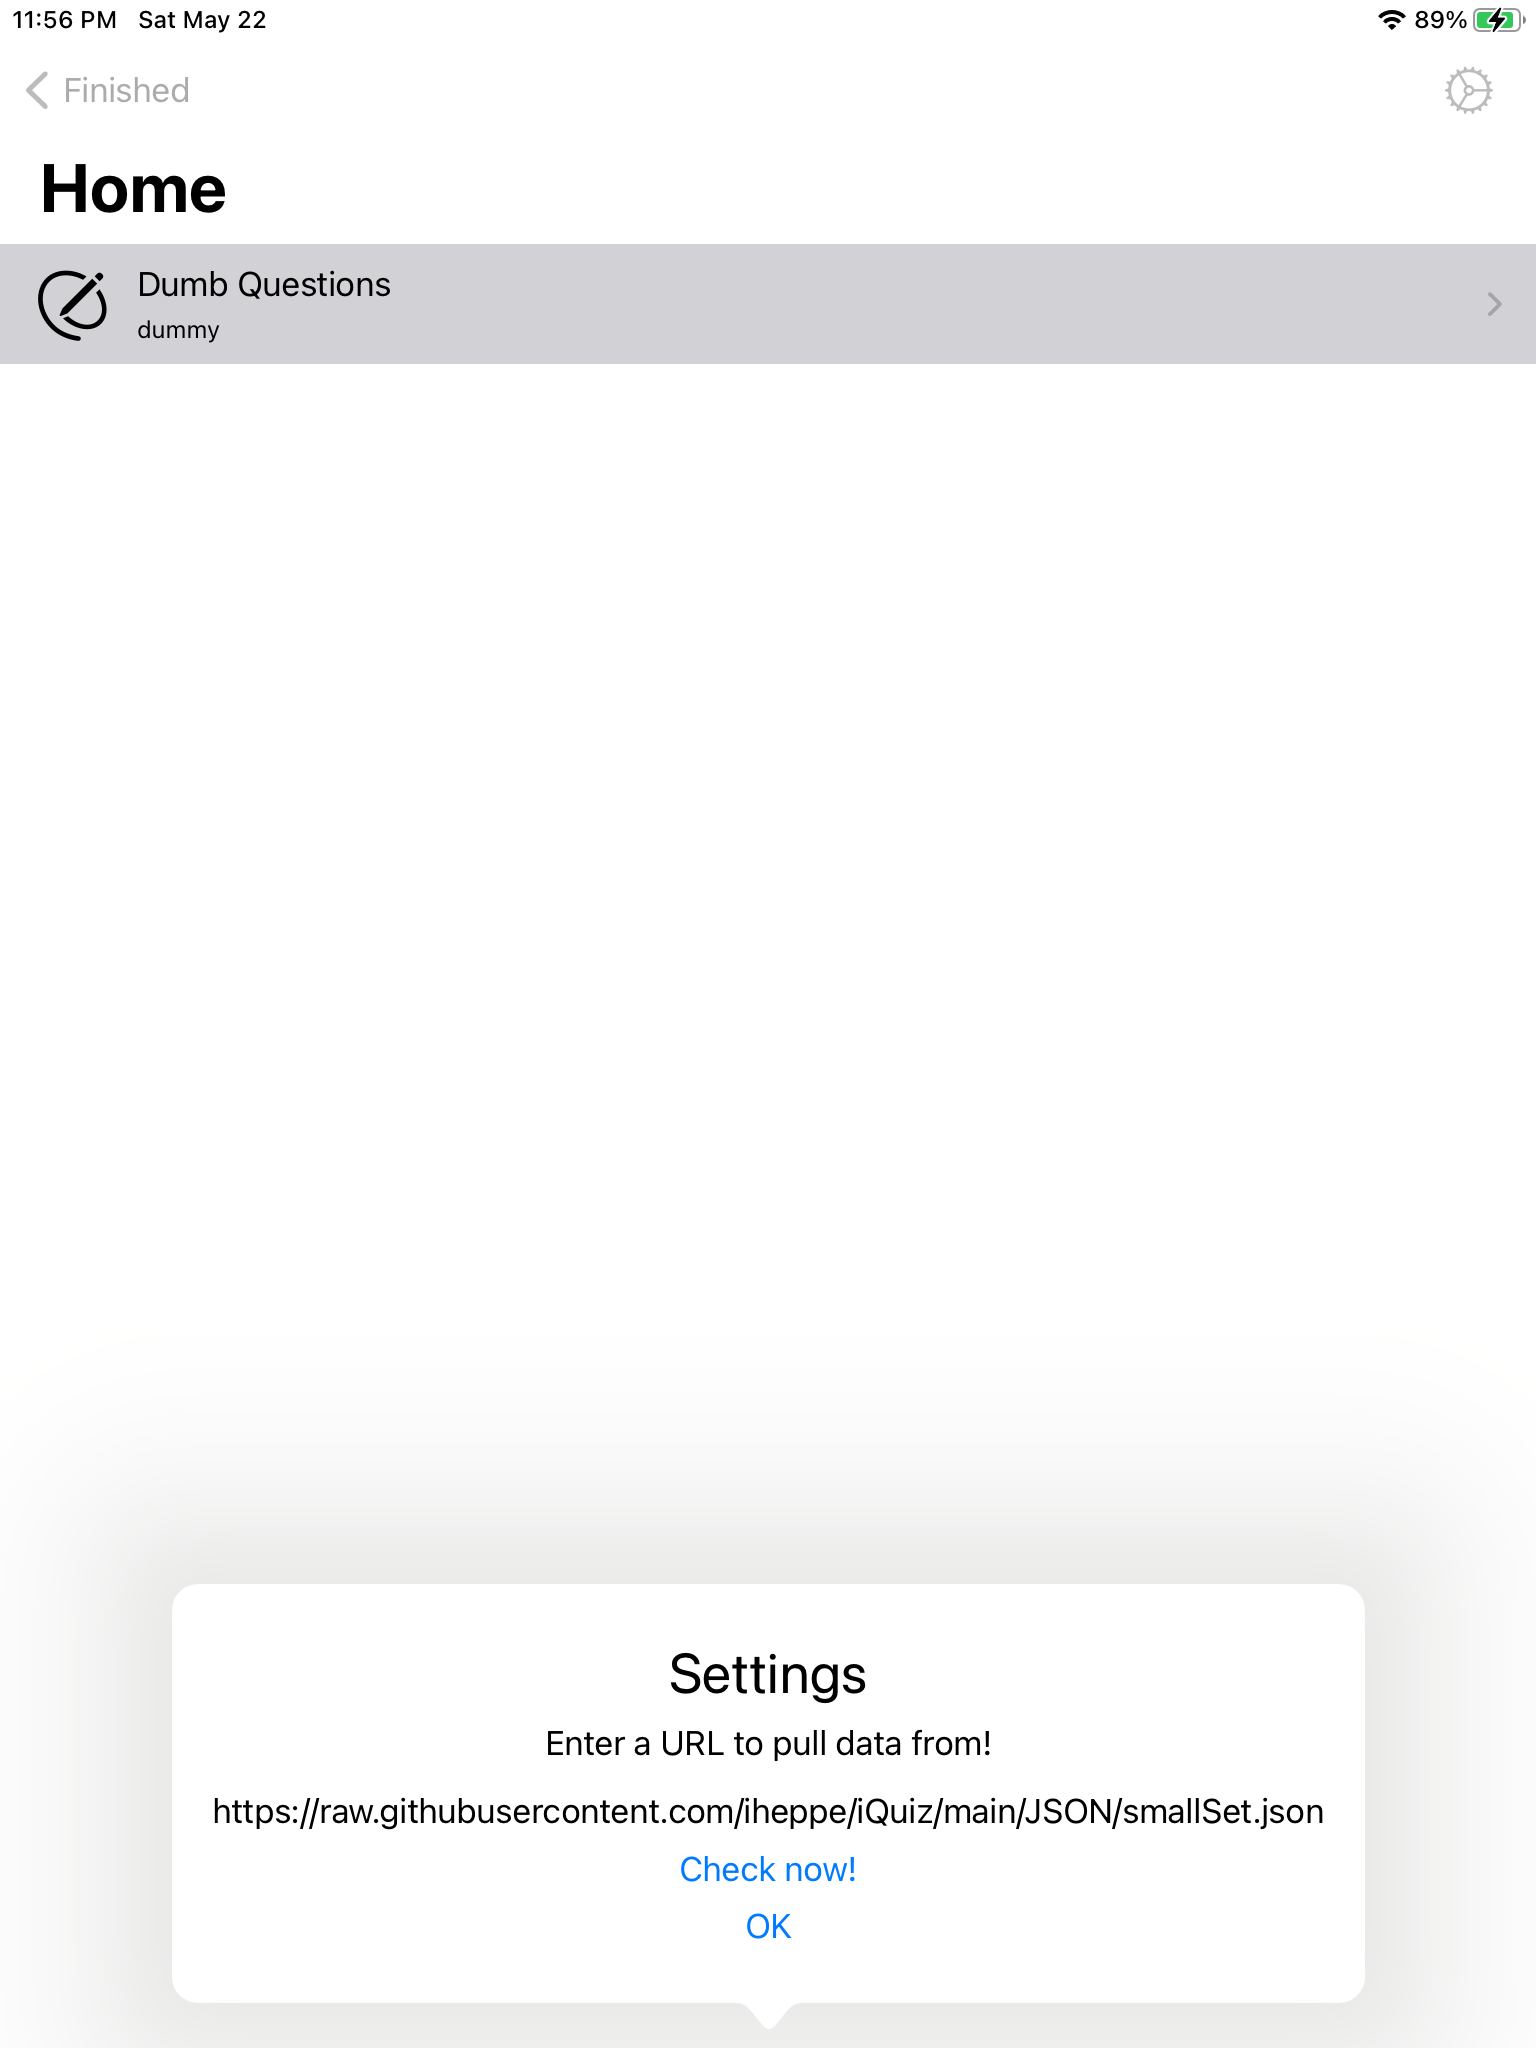 11:56 PM Sat May 22 89%
Finished
Home
Dumb Questions
dummy
Settings
Enter a URL to pull data from!
https://raw.githubusercontent.com/iheppe/iQuiz/main/JSON/smallSet.json
Check now!
OK